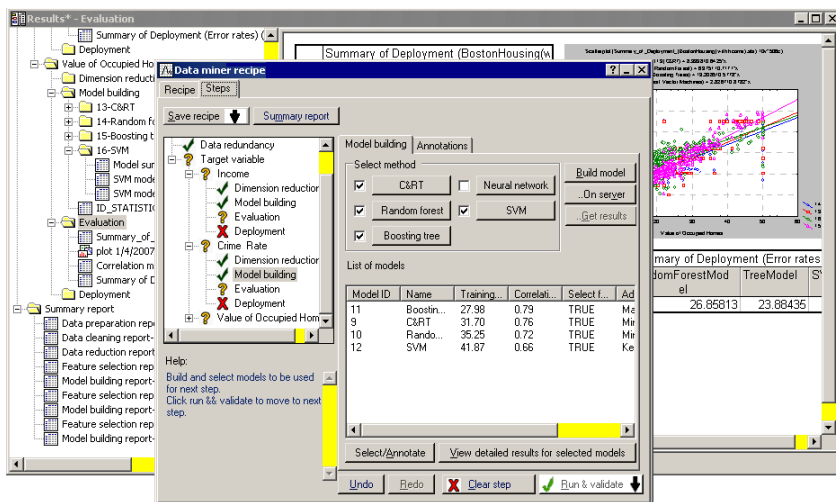 Results* - Evaluation
Summary of Deployment (Error rates) (
Deployment
Value of Occupied Ho
Dimension reducti
Model building
13-C&RT
14-Random fo
15-Boosting t
16-SVM
Model sur
SVM mode
SVM mode
ID_STATISTIC
Evaluation
Summary_of_
plot 1/4/2007
Correlation m
Summary of D
Deployment
Summary report
Data preparation repo
Data cleaning report-
Data reduction report
Feature selection rep
Model building report-
Feature selection rep
Model building report-
Feature selection rep
Model building report-
Summary of Deployment (BostonHousing(w
Value of Occupied Homes
mary of Deployment (Error rates
domForestMod
el
TreeModel
SV
26.85813
23.88435
Data miner recipe
Recipe
Steps
Save recipe
Summary report
Data redundancy
Target variable
Income
Dimension reduction
Model building
Evaluation
Deployment
Crime Rate
Dimension reduction
Model building
Evaluation
Deployment
Value of Occupied Hom
Help:
Build and select models to be used
for next step.
Click run && validate to move to next
step.
Model building
Annotations
Select method
C&RT
Neural network
Random forest
SVM
Boosting tree
Build model
..On server
..Get results
List of models
Model ID Name Training... Correlati... Select f... Ad
11 Boostin... 27.98 0.79 TRUE Ma
9 C&RT 31.70 0.76 TRUE Mir
10 Rando... 35.25 0.72 TRUE Mir
12 SVM 41.87 0.66 TRUE Ke
Select/Annotate
View detailed results for selected models
Undo
Redo
Clear step
Run & validate